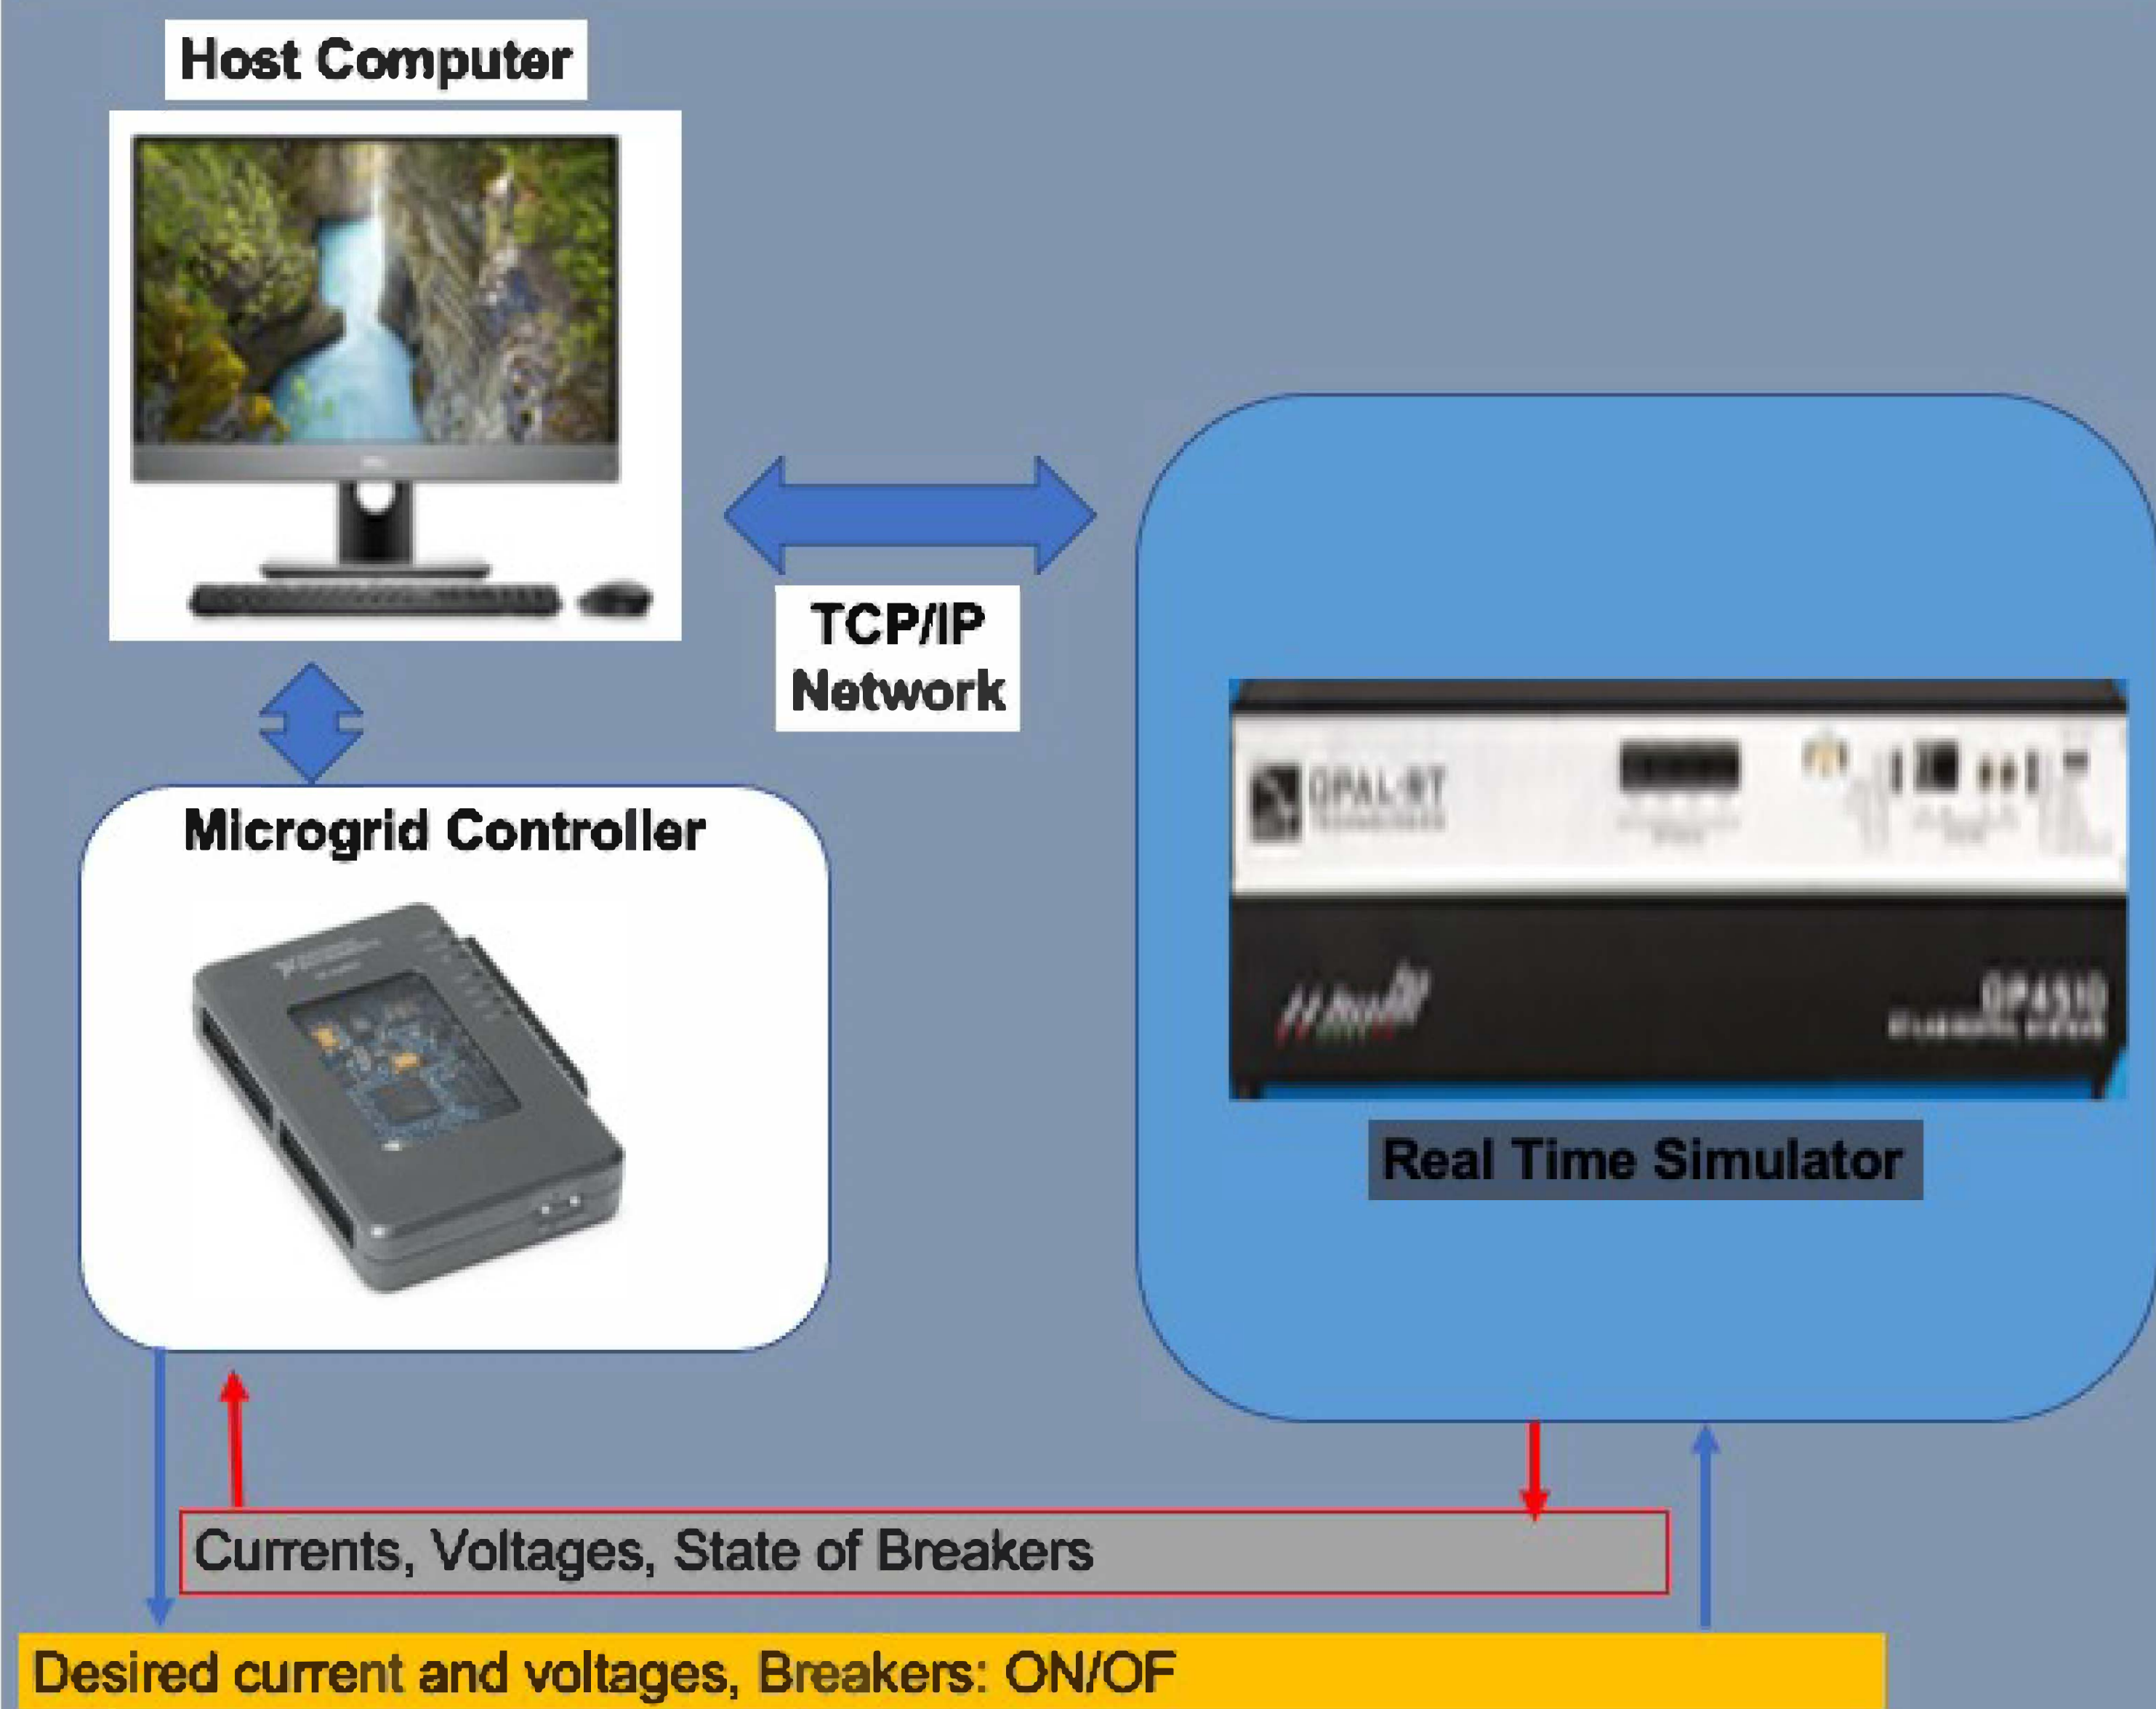 Host Computer
TCP/IP
Network
Microgrid Controller
OPAL-RT
OP4510
Real Time Simulator
Currents, Voltages, State of Breakers
Desired current and voltages, Breakers: ON/OF